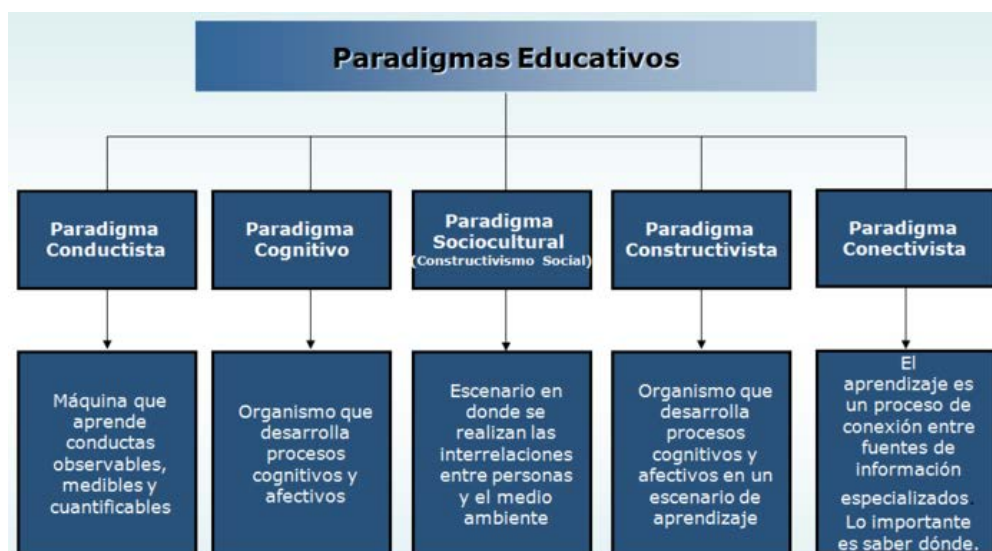 Paradigmas Educativos
Paradigma
Conductista
Paradigma
Cognitivo
Paradigma
Sociocultural
(Constructivismo Social)
Paradigma
Constructivista
Paradigma
Conectivista
Máquina que
aprende
conductas
observables,
medibles y
cuantificables
Organismo que
desarrolla
procesos
cognitivos y
afectivos
Escenario en
donde se
realizan las
interrelaciones
entre personas
y el medio
ambiente
Organismo que
desarrolla
procesos
cognitivos y
afectivos en un
escenario de
aprendizaje
El
aprendizaje es
un proceso de
conexión entre
fuentes de
información
especializados.
Lo importante
es saber dónde.